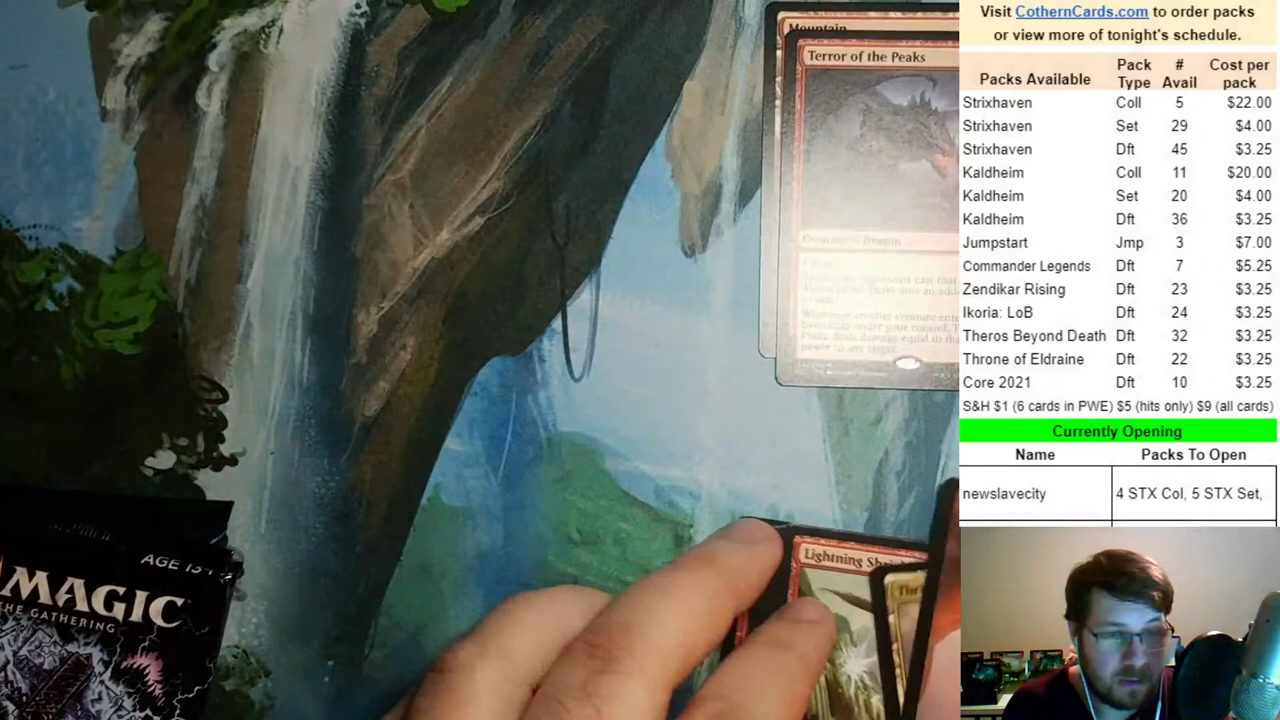 Visit CothernCards.com to order packs
or view more of tonight's schedule.
Packs Available Pack Type # Avail Cost per pack
Strixhaven Coll 5 $22.00
Strixhaven Set 29 $4.00
Strixhaven Dft 45 $3.25
Kaldheim Coll 11 $20.00
Kaldheim Set 20 $4.00
Kaldheim Dft 36 $3.25
Jumpstart Jmp 3 $7.00
Commander Legends Dft 7 $5.25
Zendikar Rising Dft 23 $3.25
Ikoria: LoB Dft 24 $3.25
Theros Beyond Death Dft 32 $3.25
Throne of Eldraine Dft 22 $3.25
Core 2021 Dft 10 $3.25
S&H $1 (6 cards in PWE) $5 (hits only) $9 (all cards)
Currently Opening
Name Packs To Open
newslavecity 4 STX Col, 5 STX Set,
Mountain
Terror of the Peaks
Lightning
AGE 13+
MAGIC
THE GATHERING